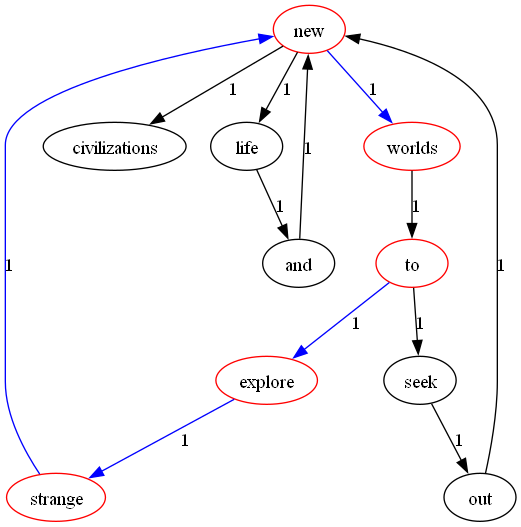 new
1 1 1
civilizations life worlds
1
1 1
and to
1
1 1
1 1
explore seek
1 1
strange out